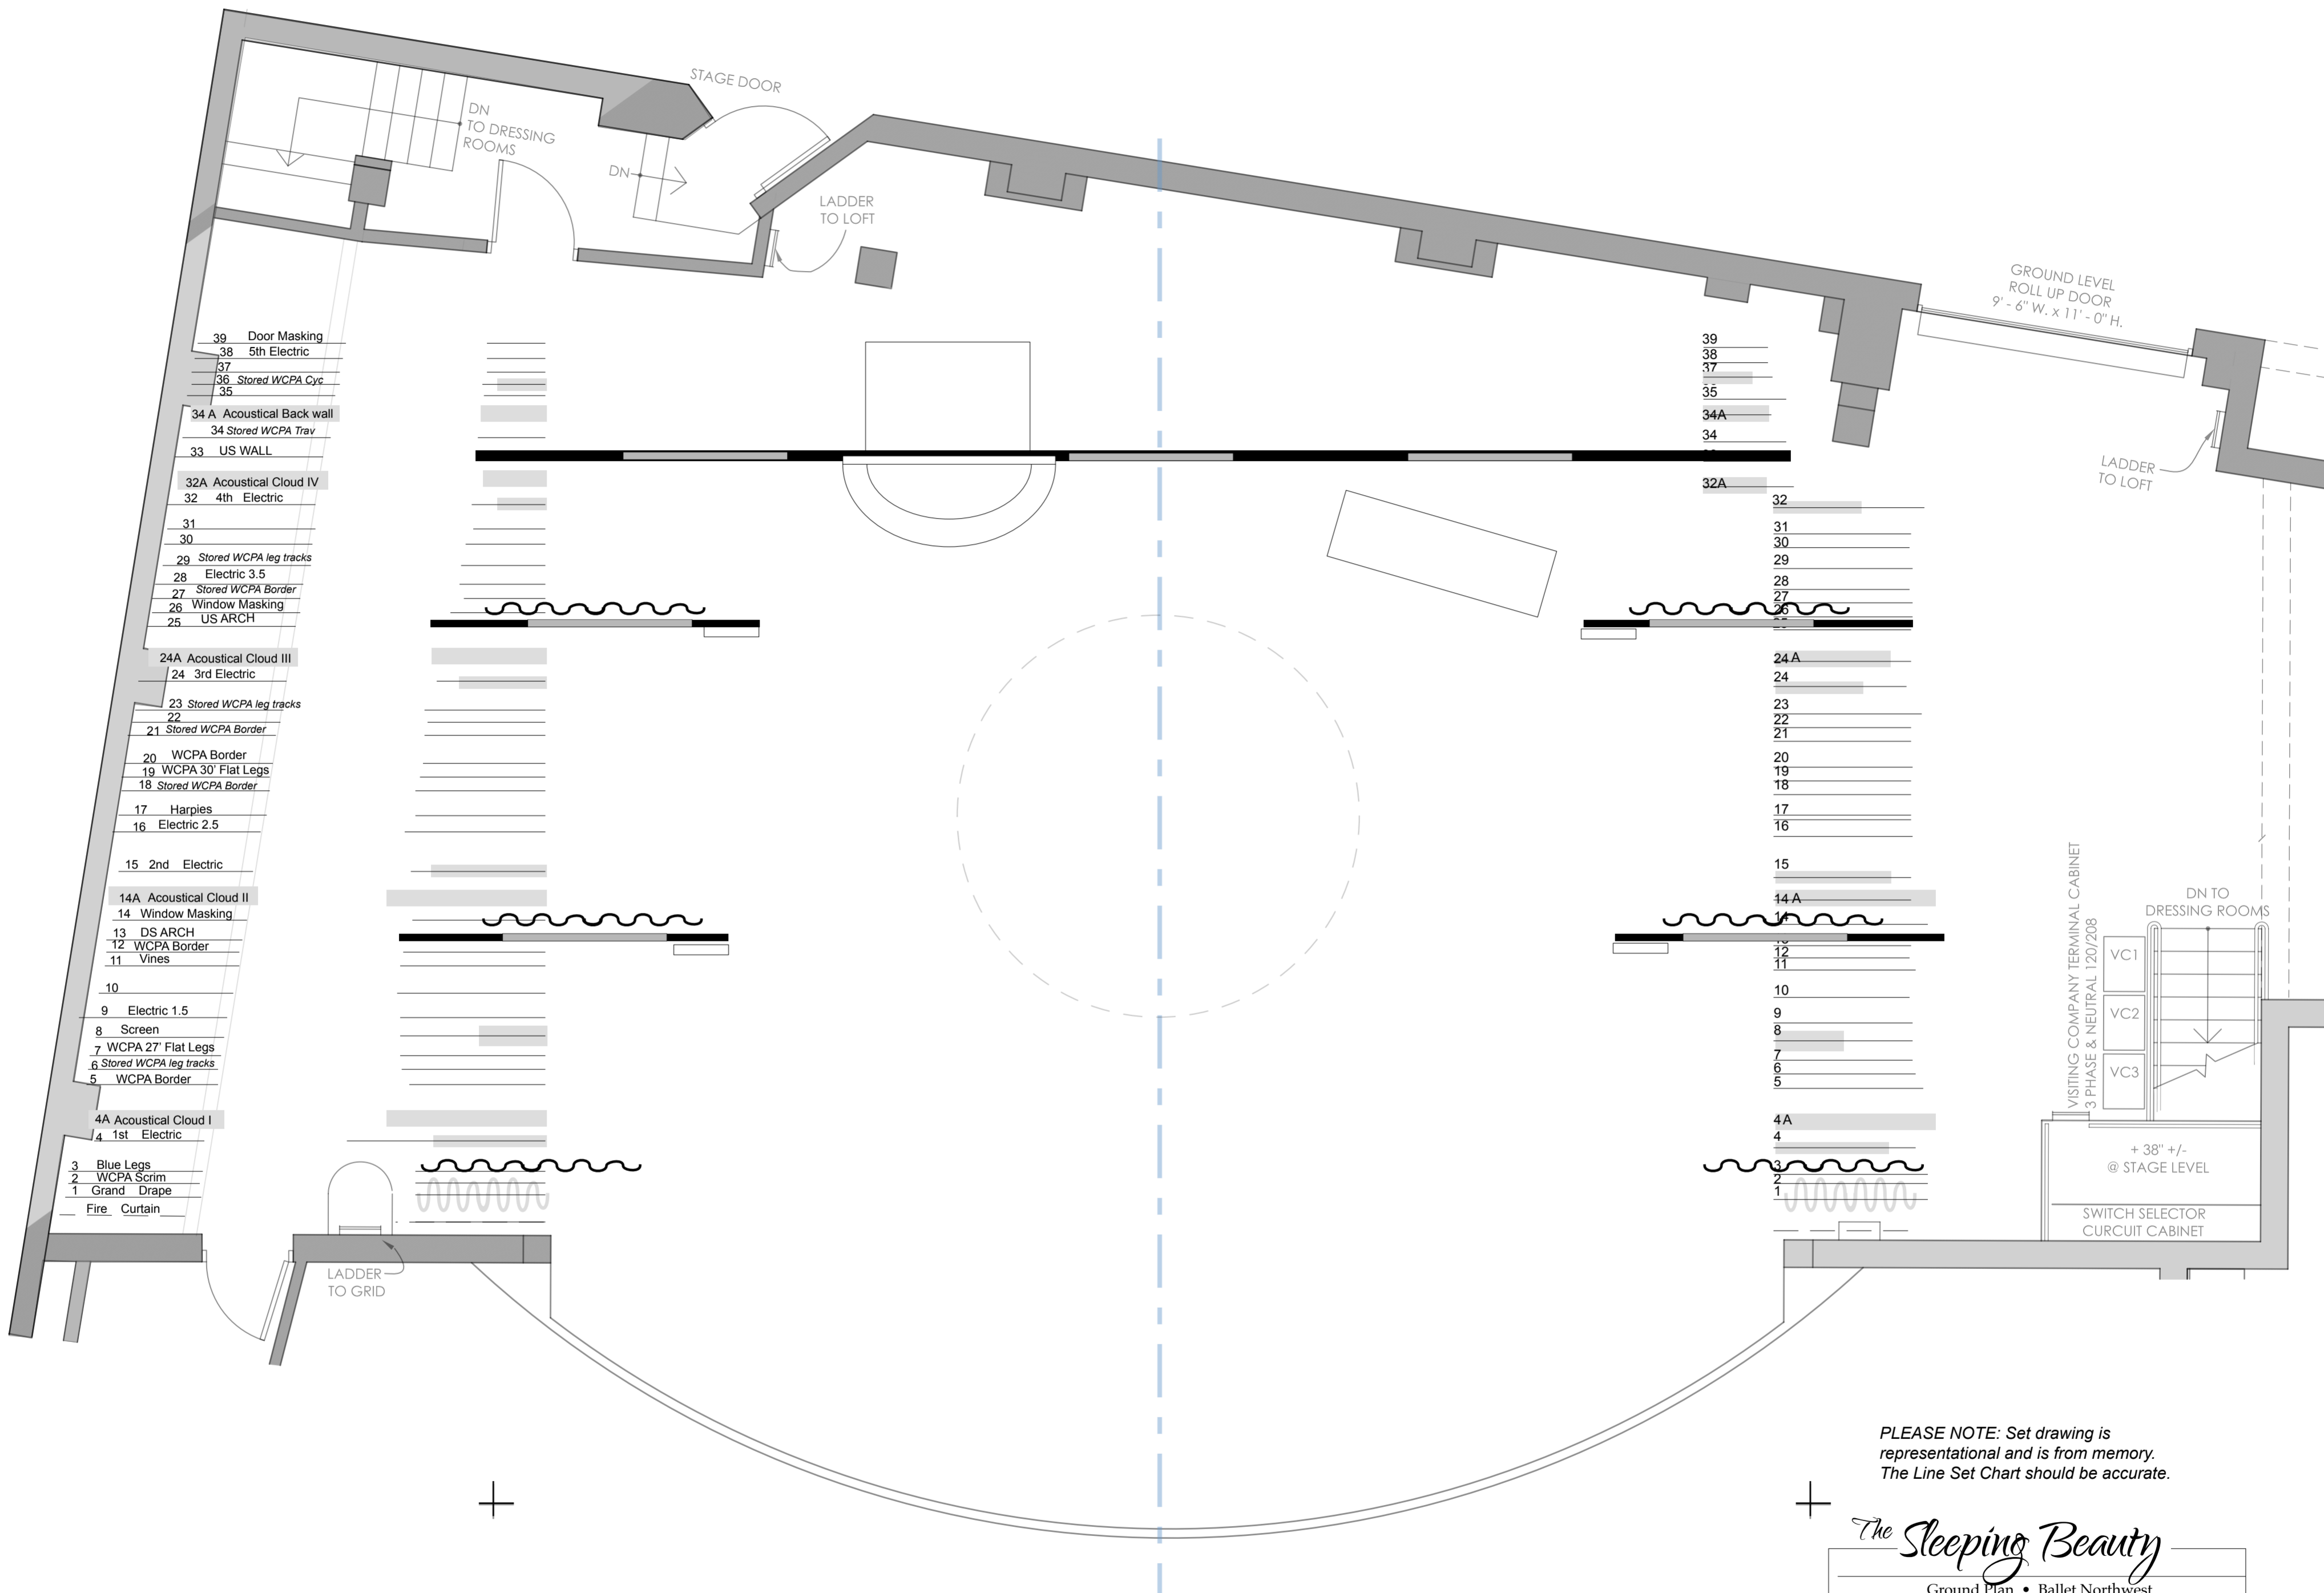 STAGE DOOR
DN
TO DRESSING
ROOMS
DN
LADDER
TO LOFT
GROUND LEVEL
ROLL UP DOOR
9' - 6" W. x 11' - 0" H.
LADDER
TO LOFT
39 Door Masking
38 5th Electric
37
36 Stored WCPA Cyc
35
34 A Acoustical Back wall
34 Stored WCPA Trav
33 US WALL
32A Acoustical Cloud IV
32 4th Electric
31
30
29 Stored WCPA leg tracks
28 Electric 3.5
27 Stored WCPA Border
26 Window Masking
25 US ARCH
24A Acoustical Cloud III
24 3rd Electric
23 Stored WCPA leg tracks
22
21 Stored WCPA Border
20 WCPA Border
19 WCPA 30' Flat Legs
18 Stored WCPA Border
17 Harpies
16 Electric 2.5
15 2nd Electric
14A Acoustical Cloud II
14 Window Masking
13 DS ARCH
12 WCPA Border
11 Vines
10
9 Electric 1.5
8 Screen
7 WCPA 27' Flat Legs
6 Stored WCPA leg tracks
5 WCPA Border
4A Acoustical Cloud I
4 1st Electric
3 Blue Legs
2 WCPA Scrim
1 Grand Drape
Fire Curtain
LADDER
TO GRID
39
38
37
35
34A
34
32A
32
31
30
29
28
27
26
24 A
24
23
22
21
20
19
18
17
16
15
14 A
14
12
11
10
9
8
7
6
5
4A
4
3
2
1
VISITING COMPANY TERMINAL CABINET
3 PHASE & NEUTRAL 120/208
VC1
VC2
VC3
DN TO
DRESSING ROOMS
+ 38" +/-
@ STAGE LEVEL
SWITCH SELECTOR
CURCUIT CABINET
PLEASE NOTE: Set drawing is
representational and is from memory.
The Line Set Chart should be accurate.
The Sleeping Beauty
Ground Plan • Ballet Northwest